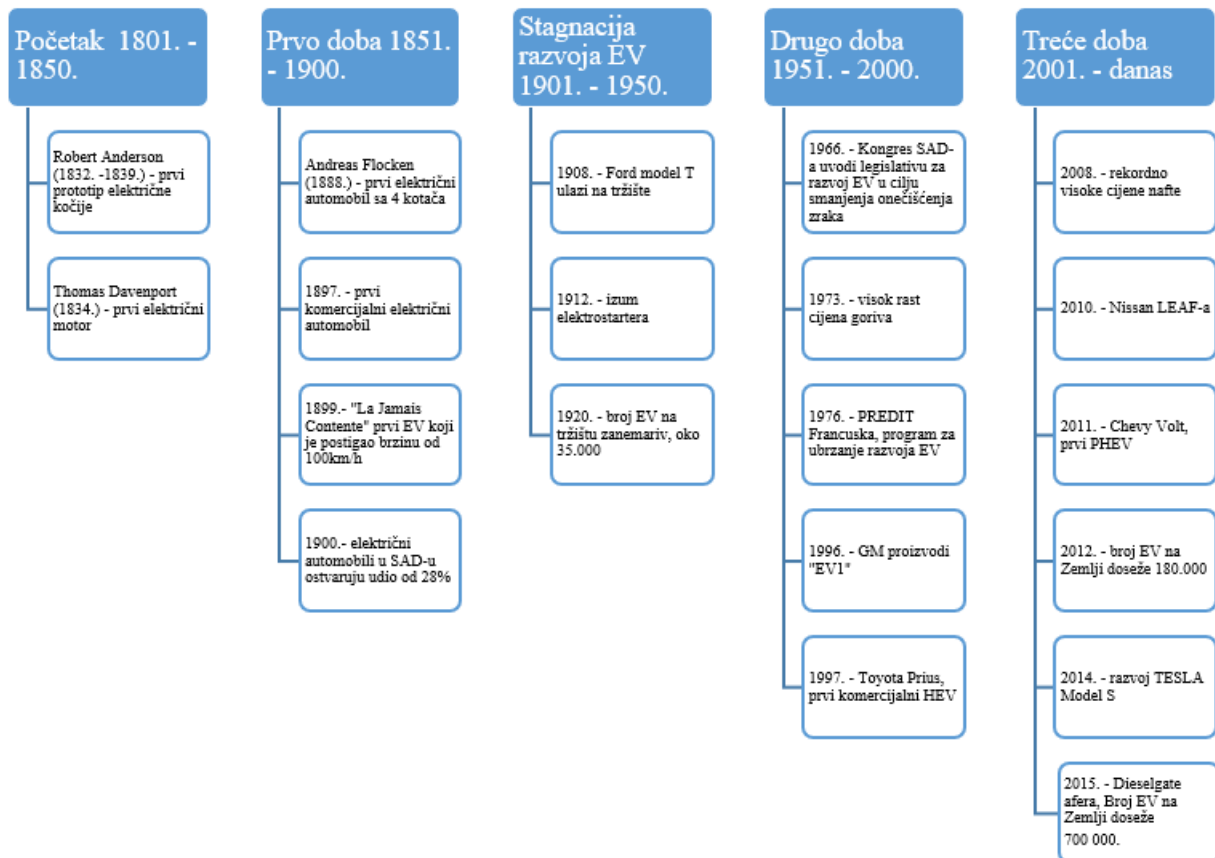 Početak 1801. -
1850.
Robert Anderson
(1832. -1839.) - prvi
prototip električne
kočije
Thomas Davenport
(1834.) - prvi električni
motor
Prvo doba 1851.
- 1900.
Andreas Flocken
(1888.) - prvi električni
automobil sa 4 kotača
1897. - prvi
komercijalni električni
automobil
1899.- "La Jamais
Contente" prvi EV koji
je postigao brzinu od
100km/h
1900.- električni
automobili u SAD-u
ostvaruju udio od 28%
Stagnacija
razvoja EV
1901. - 1950.
1908. - Ford model T
ulazi na tržište
1912. - izum
elektrostartera
1920. - broj EV na
tržištu zanemariv, oko
35.000
Drugo doba
1951. - 2000.
1966. - Kongres SAD-
a uvodi legislativu za
razvoj EV u cilju
smanjenja onečišćenja
zraka
1973. - visok rast
cijena goriva
1976. - PREDIT
Francuska, program za
ubrzanje razvoja EV
1996. - GM proizvodi
"EV1"
1997. - Toyota Prius,
prvi komercijalni HEV
Treće doba
2001. - danas
2008. - rekordno
visoke cijene nafte
2010. - Nissan LEAF-a
2011. - Chevy Volt,
prvi PHEV
2012. - broj EV na
Zemlji doseže 180.000
2014. - razvoj TESLA
Model S
2015. - Dieselgate
afera, Broj EV na
Zemlji doseže
700 000.